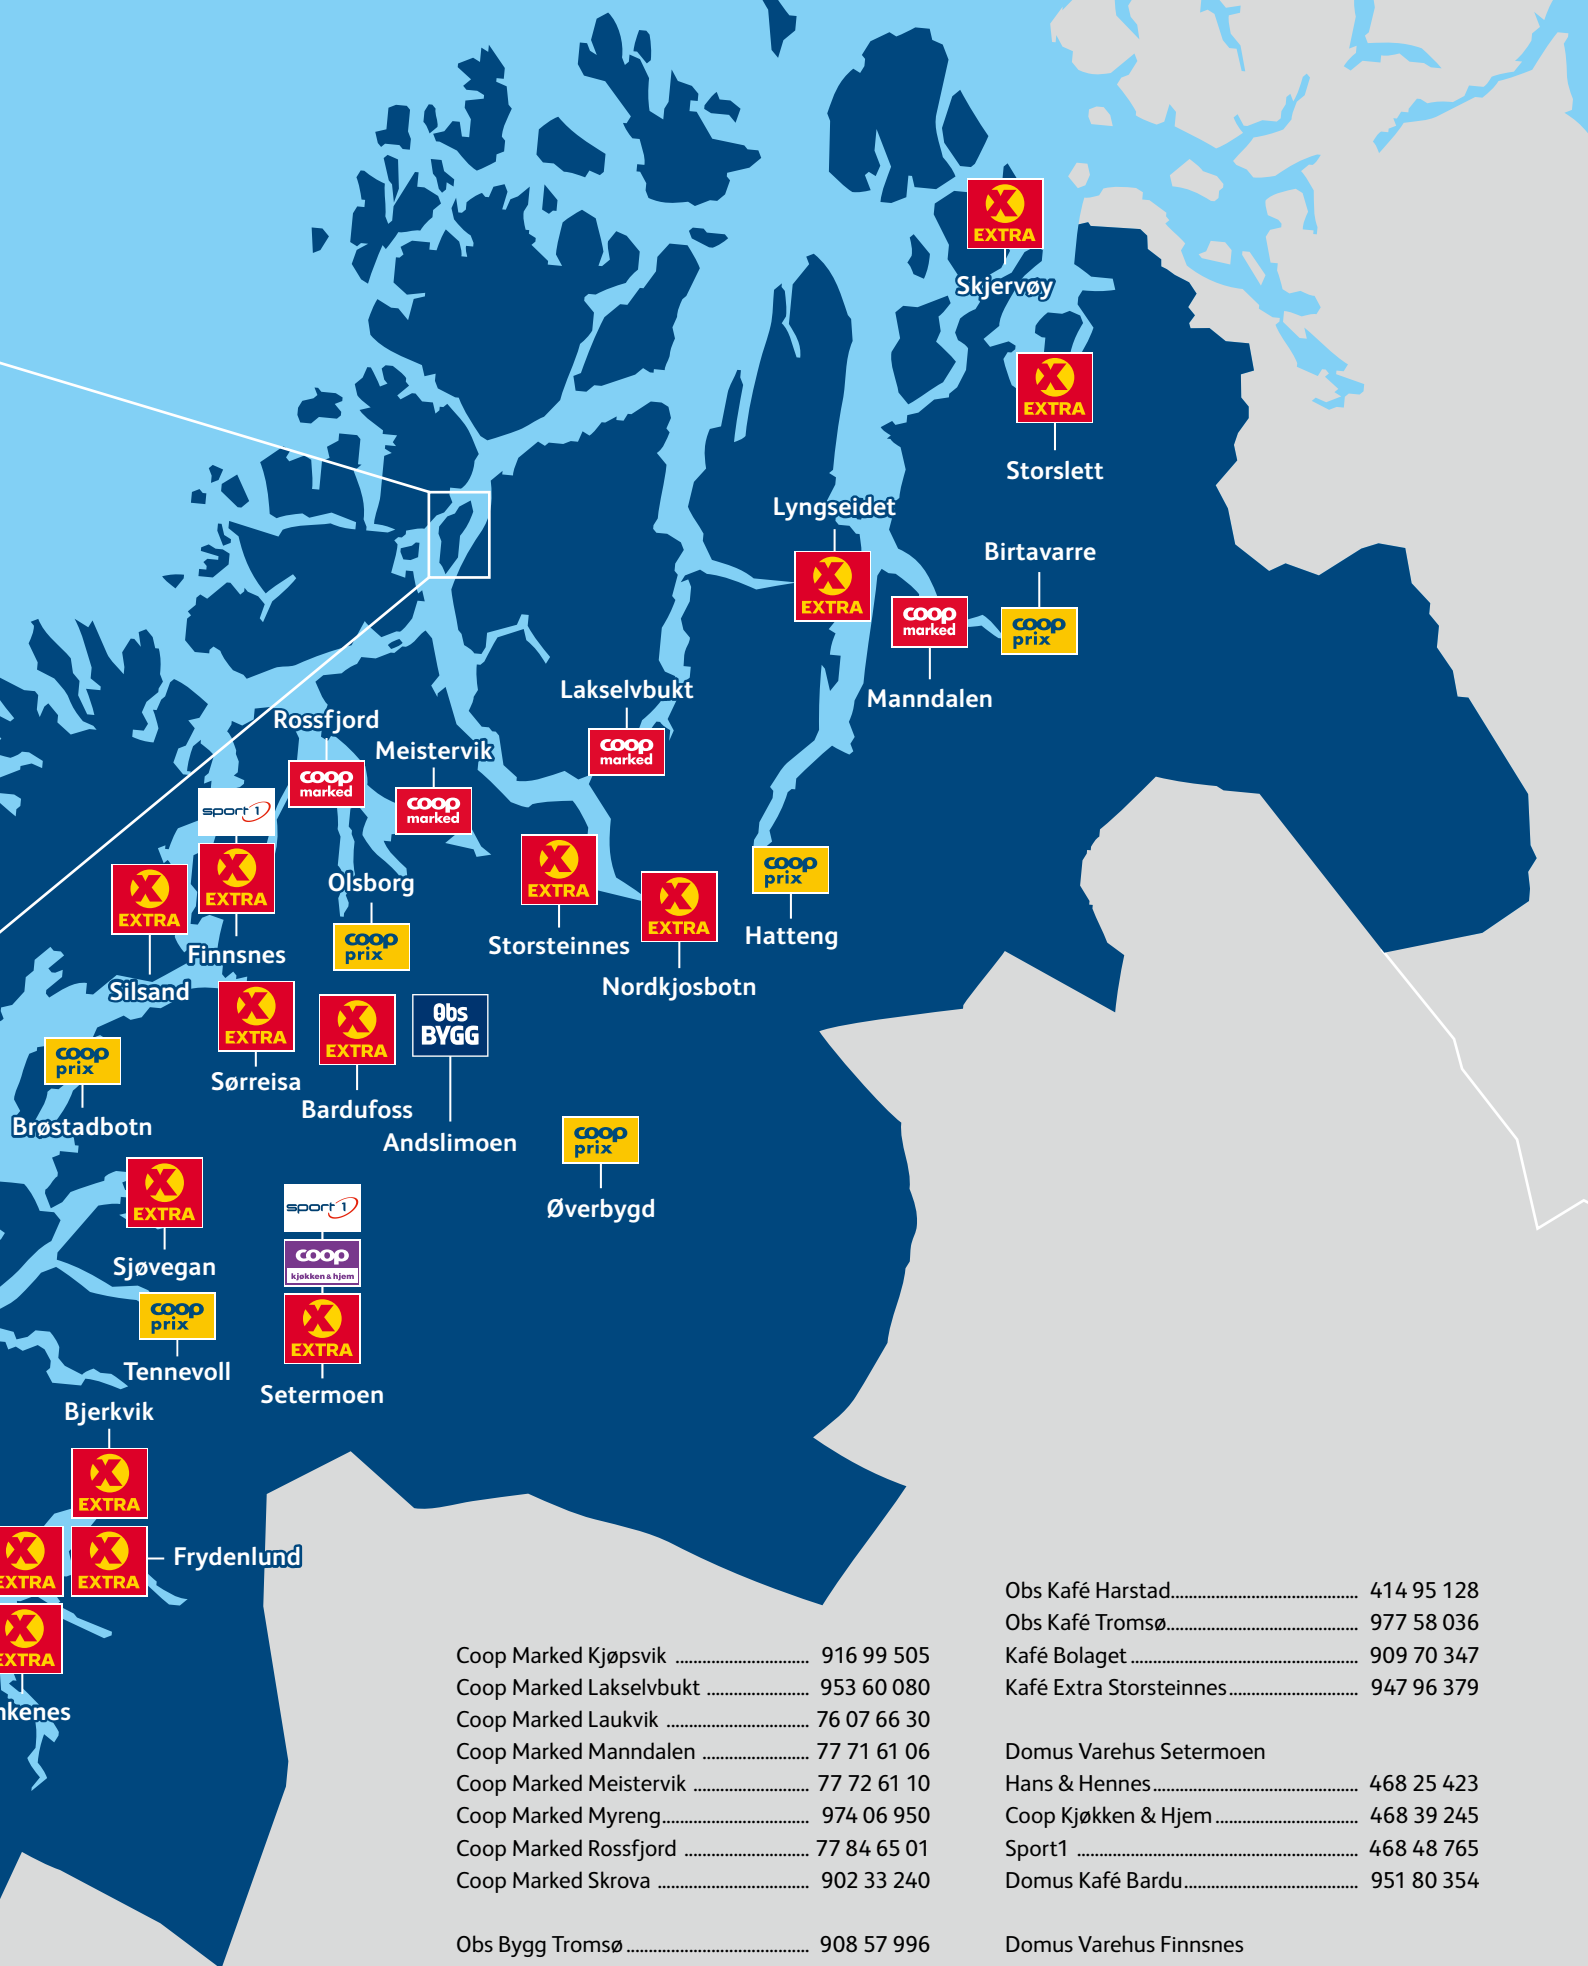 EXTRA
Skjervøy
EXTRA
Storslett
Lyngseidet
EXTRA
Birtavarre
coop
prix
coop
marked
Manndalen
Lakselvbukt
coop
marked
Rossfjord
coop
marked
Meistervik
coop
marked
sport 1
EXTRA
Finnsnes
EXTRA
Silsand
Olsborg
coop
prix
EXTRA
Storsteinnes
EXTRA
Nordkjosbotn
coop
prix
Hatteng
EXTRA
Sørreisa
EXTRA
Bardufoss
Obs
BYGG
Andslimoen
coop
prix
Brøstadbotn
coop
prix
Øverbygd
EXTRA
Sjøvegan
sport 1
coop
kjøkken & hjem
EXTRA
Setermoen
coop
prix
Tennevoll
Bjerkvik
EXTRA
EXTRA
EXTRA
Frydenlund
EXTRA
nkenes
Coop Marked Kjøpsvik .............................. 916 99 505
Coop Marked Lakselvbukt ....................... 953 60 080
Coop Marked Laukvik ................................ 76 07 66 30
Coop Marked Manndalen ........................ 77 71 61 06
Coop Marked Meistervik .......................... 77 72 61 10
Coop Marked Myreng................................. 974 06 950
Coop Marked Rossfjord ............................ 77 84 65 01
Coop Marked Skrova .................................. 902 33 240
Obs Bygg Tromsø ......................................... 908 57 996
Obs Kafé Harstad.......................................... 414 95 128
Obs Kafé Tromsø........................................... 977 58 036
Kafé Bolaget ................................................... 909 70 347
Kafé Extra Storsteinnes............................. 947 96 379
Domus Varehus Setermoen
Hans & Hennes.............................................. 468 25 423
Coop Kjøkken & Hjem ................................ 468 39 245
Sport1 ............................................................... 468 48 765
Domus Kafé Bardu....................................... 951 80 354
Domus Varehus Finnsnes